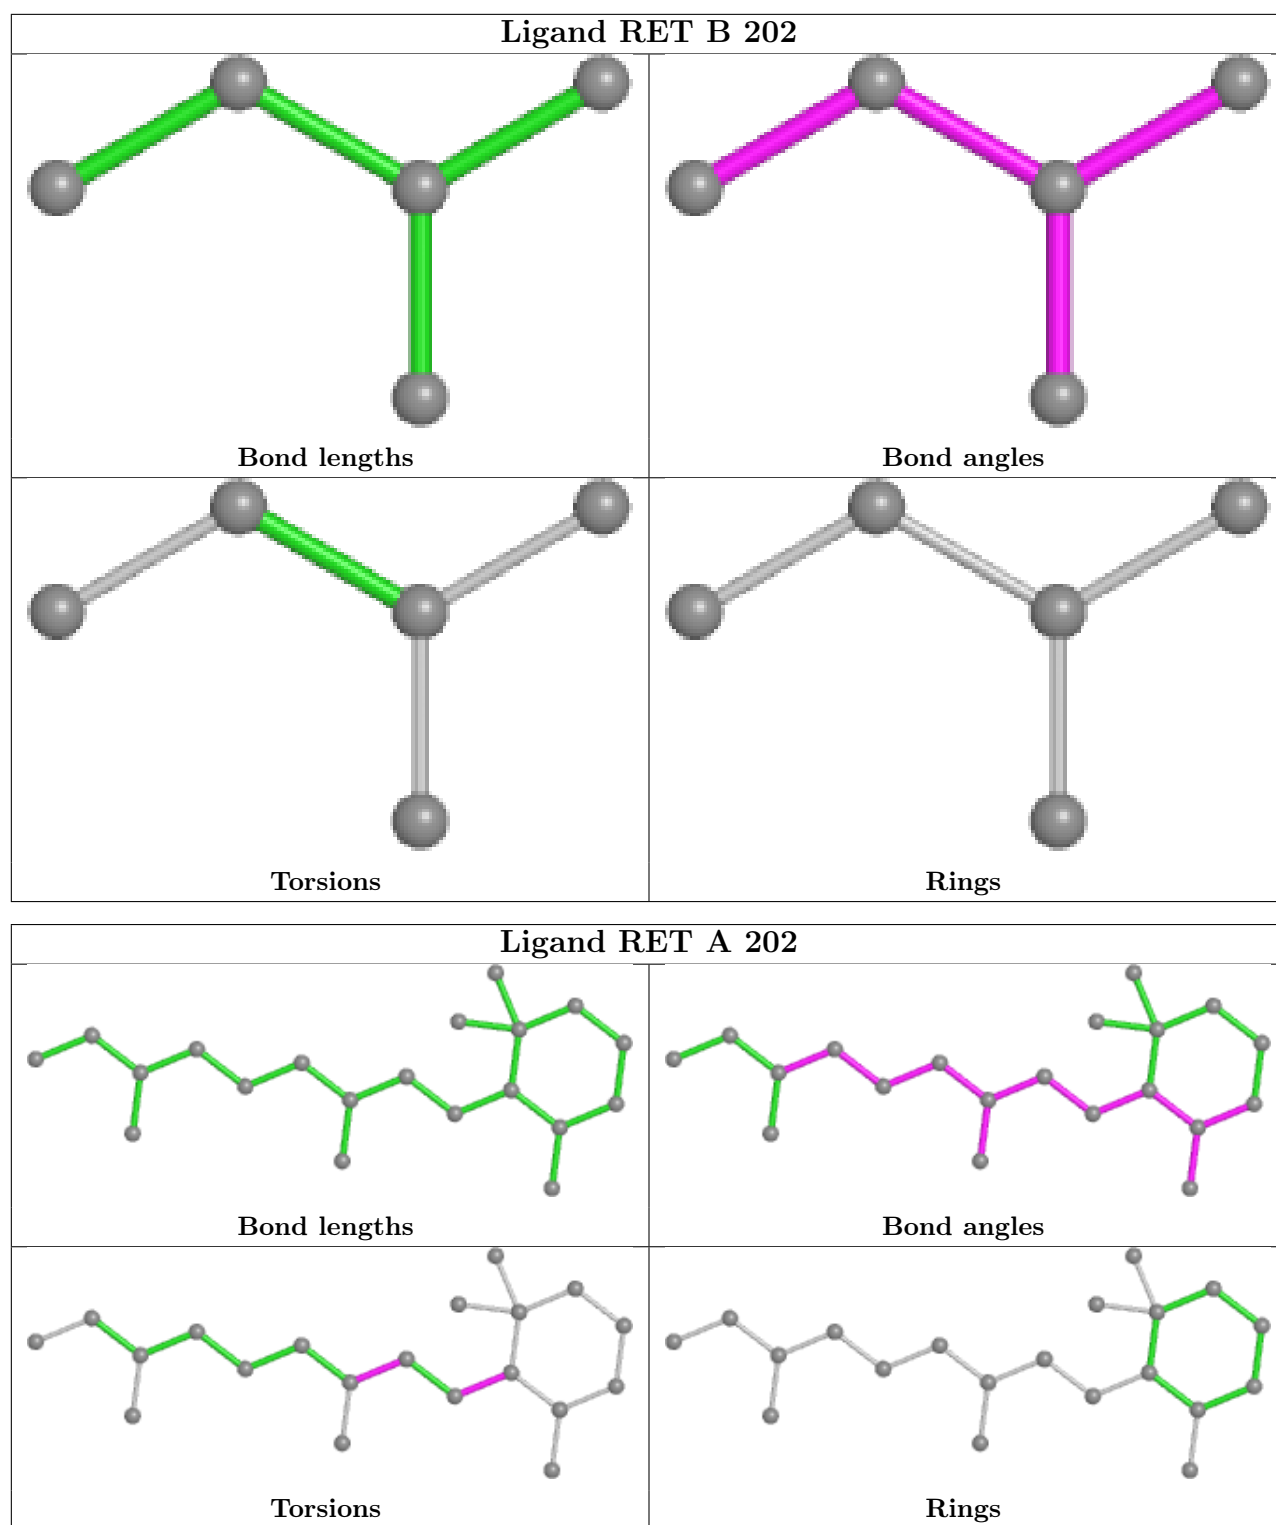 Ligand RET B 202
Bond lengths
Bond angles
Torsions
Rings
Ligand RET A 202
Bond lengths
Bond angles
Torsions
Rings